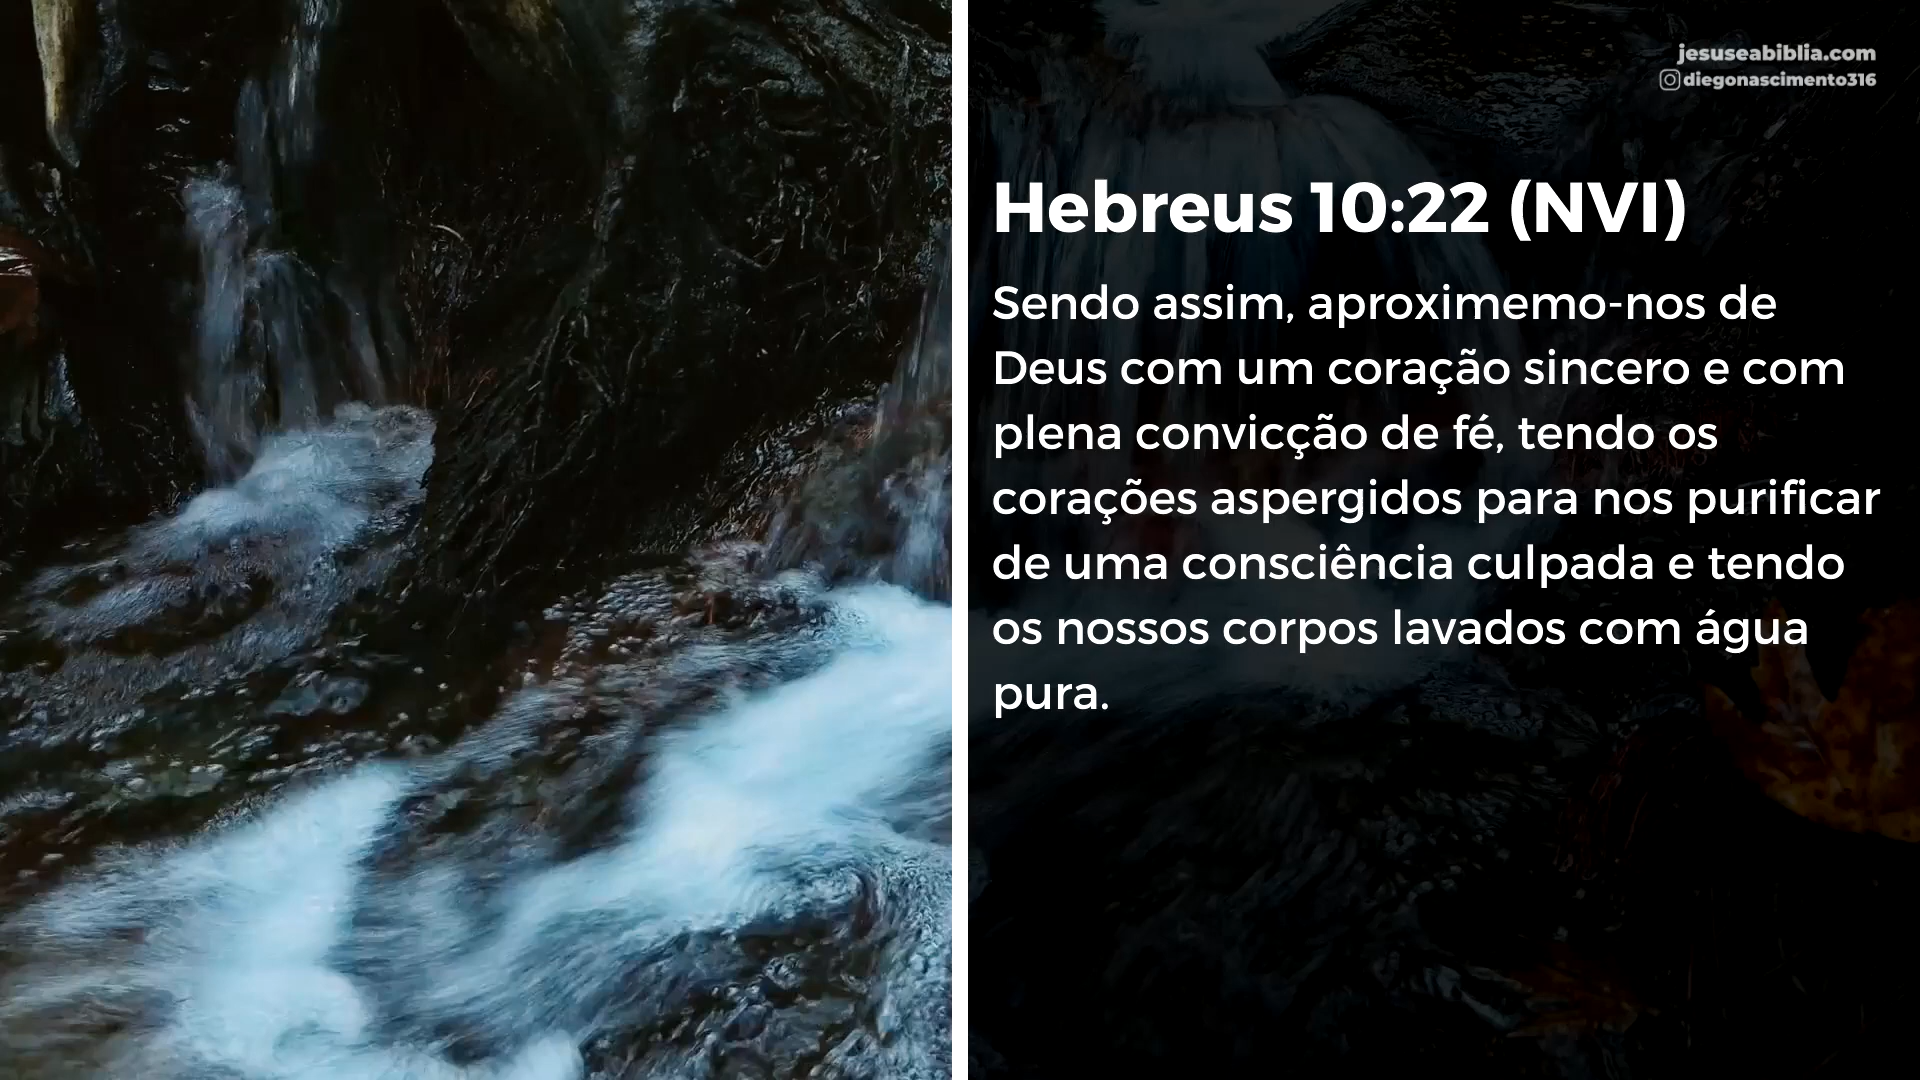 jesuseabiblia.com
diegonascimento316
Hebreus 10:22 (NVI)
Sendo assim, aproximemo-nos de
Deus com um coração sincero e com
plena convicção de fé, tendo os
corações aspergidos para nos purificar
de uma consciência culpada e tendo
os nossos corpos lavados com água
pura.